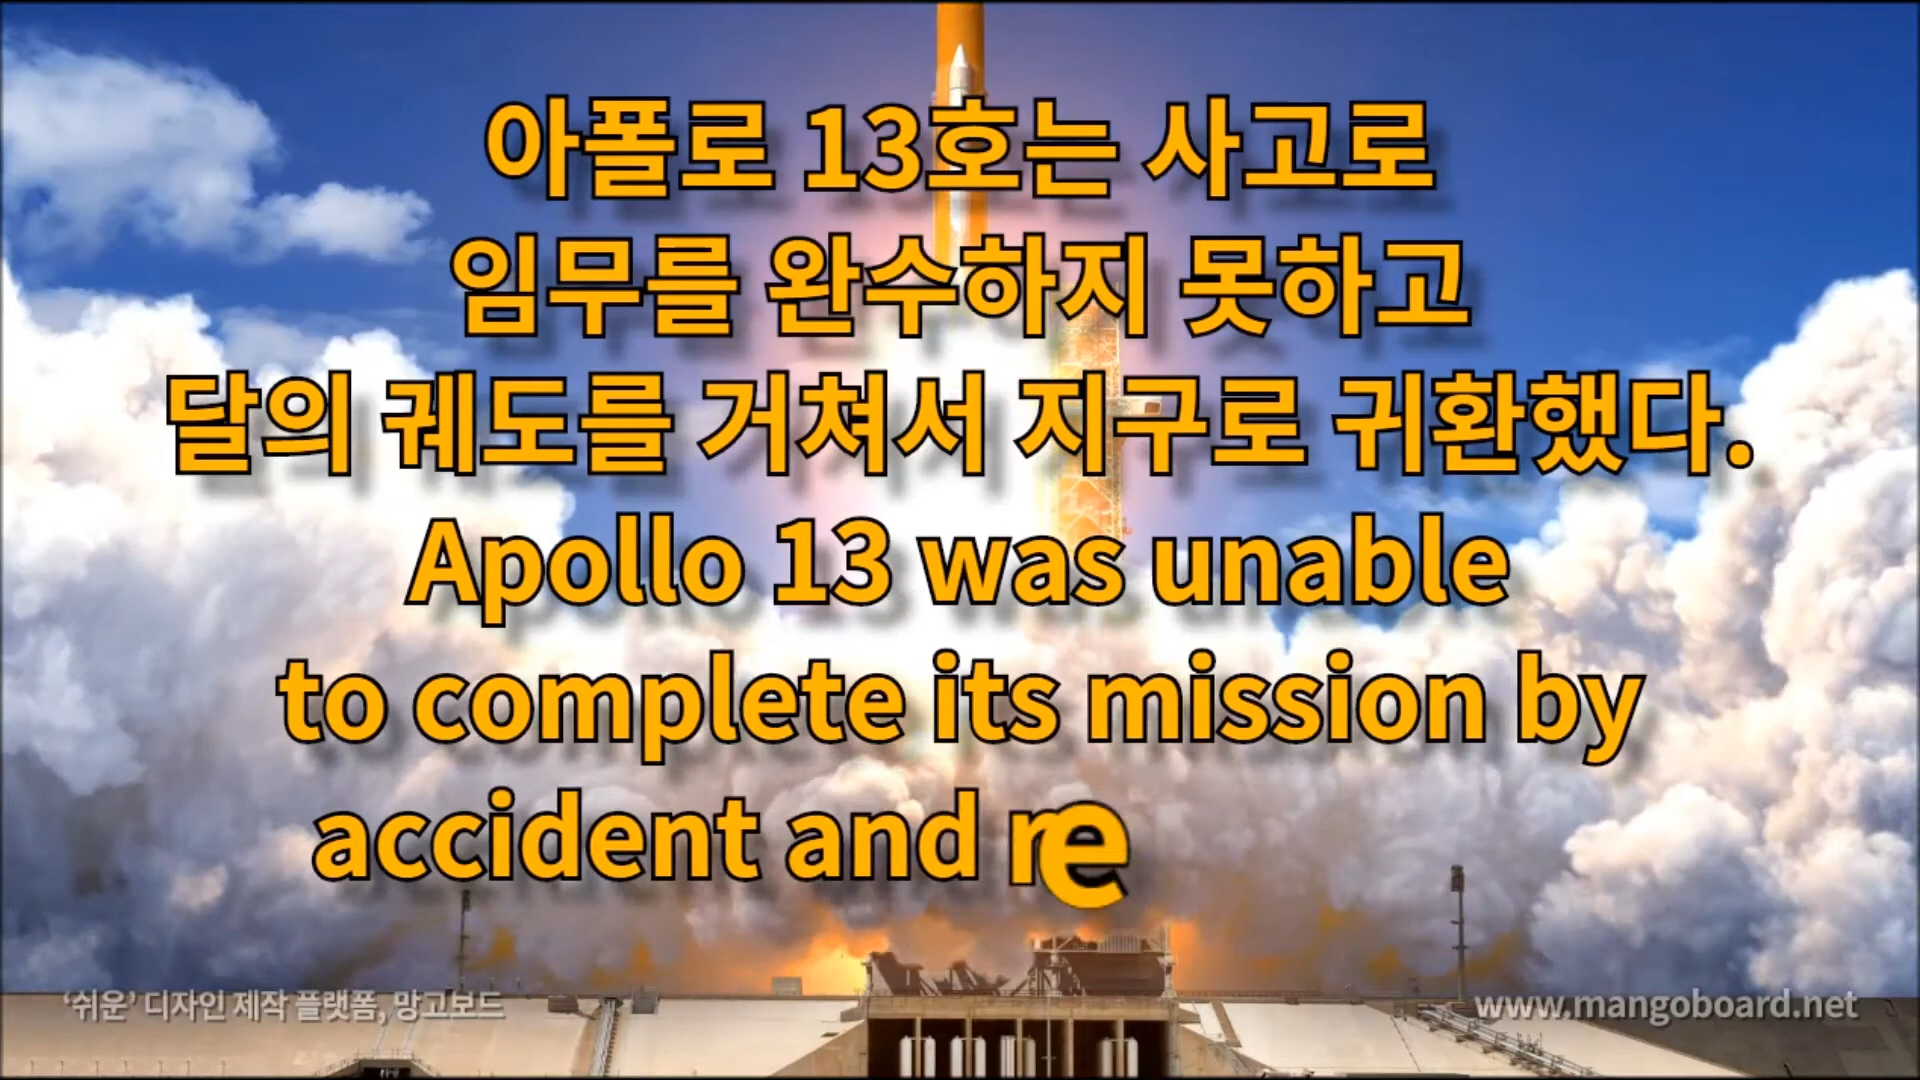 아폴로 13호는 사고로
임무를 완수하지 못하고
달의 궤도를 거쳐서 지구로 귀환했다.
Apollo 13 was unable
to complete its mission by
accident and re
‘쉬운’ 디자인 제작 플랫폼, 망고보드
www.mangoboard.net